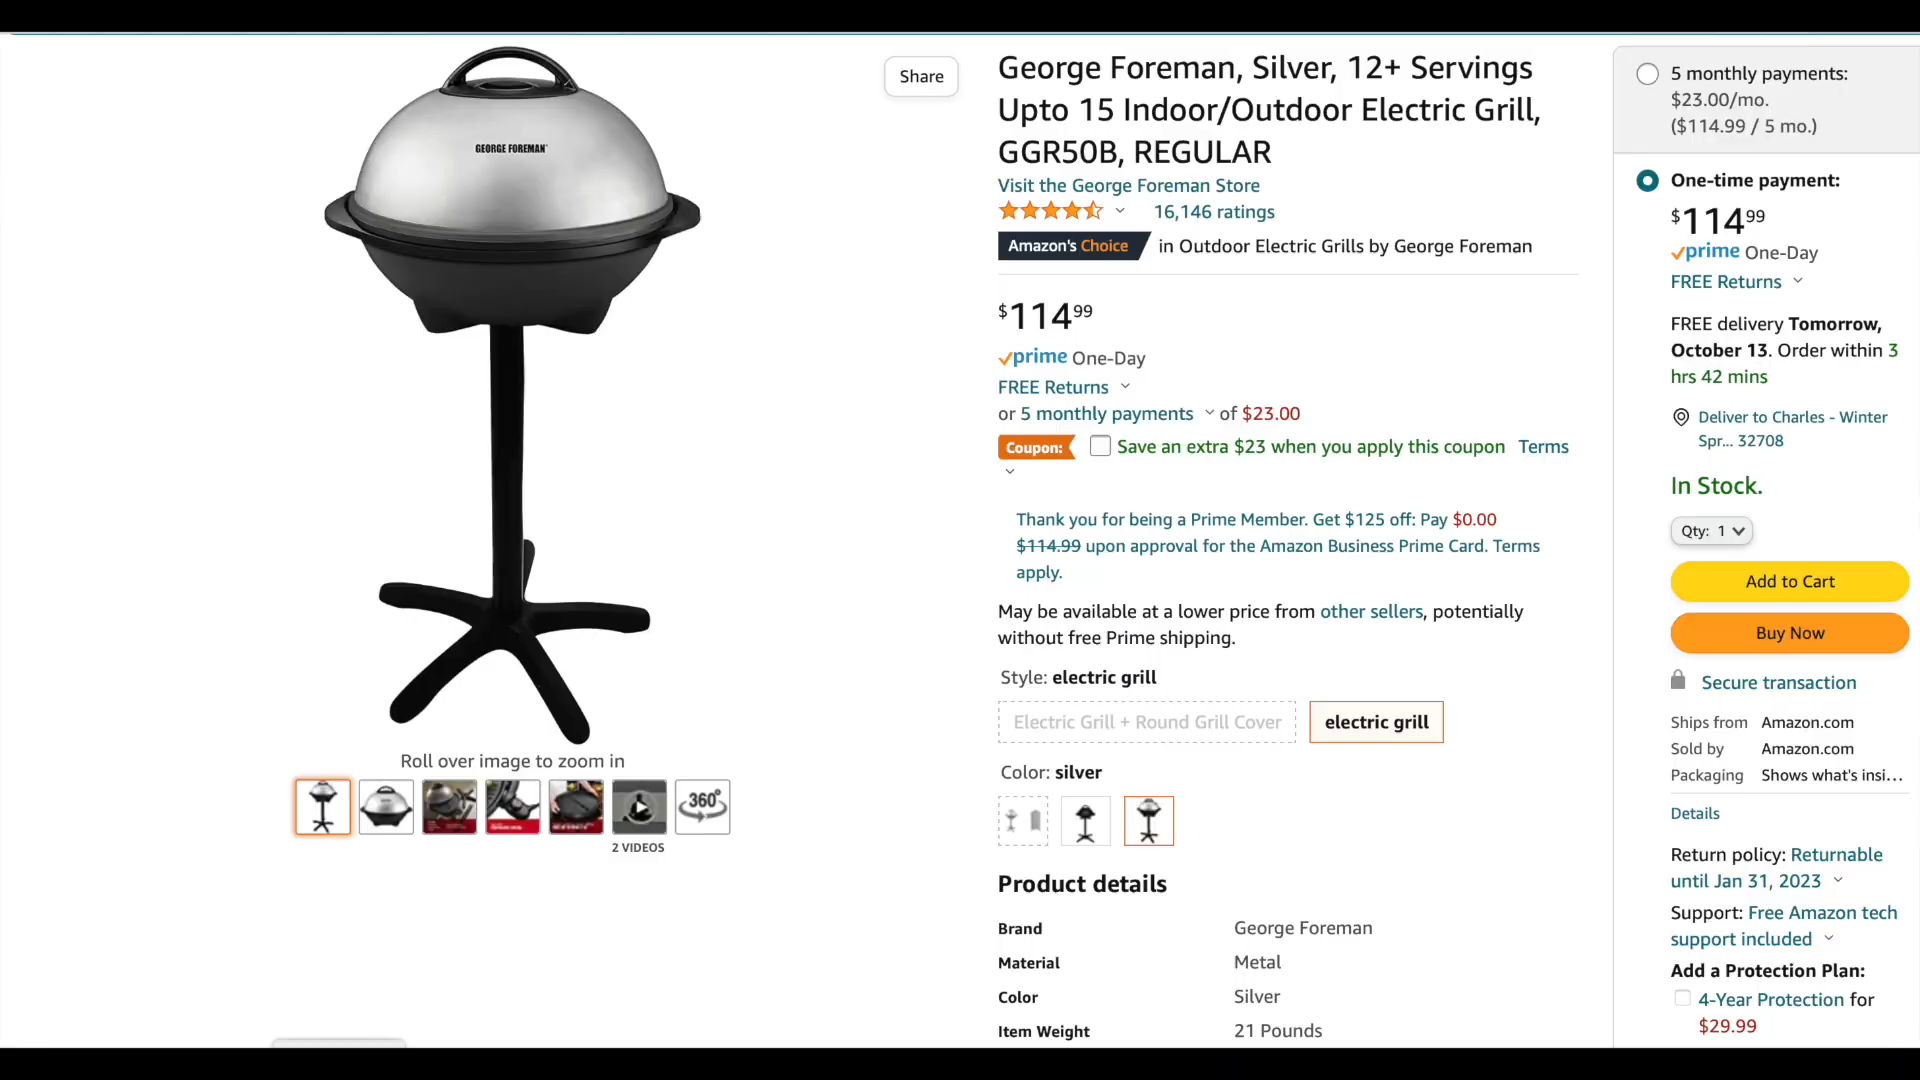 GEORGE FOREMAN
Roll over image to zoom in
360°
2 VIDEOS
Share
George Foreman, Silver, 12+ Servings
Upto 15 Indoor/Outdoor Electric Grill,
GGR50B, REGULAR
Visit the George Foreman Store
16,146 ratings
Amazon's Choice in Outdoor Electric Grills by George Foreman
$114.99
prime One-Day
FREE Returns
or 5 monthly payments of $23.00
Coupon: Save an extra $23 when you apply this coupon Terms
Thank you for being a Prime Member. Get $125 off: Pay $0.00
$114.99 upon approval for the Amazon Business Prime Card. Terms
apply.
May be available at a lower price from other sellers, potentially
without free Prime shipping.
Style: electric grill
Electric Grill + Round Grill Cover electric grill
Color: silver
Product details
Brand George Foreman
Material Metal
Color Silver
Item Weight 21 Pounds
5 monthly payments:
$23.00/mo.
($114.99 / 5 mo.)
One-time payment:
$114.99
prime One-Day
FREE Returns
FREE delivery Tomorrow,
October 13. Order within 3
hrs 42 mins
Deliver to Charles - Winter
Spr... 32708
In Stock.
Qty: 1
Add to Cart
Buy Now
Secure transaction
Ships from Amazon.com
Sold by Amazon.com
Packaging Shows what's insi...
Details
Return policy: Returnable
until Jan 31, 2023
Support: Free Amazon tech
support included
Add a Protection Plan:
4-Year Protection for
$29.99